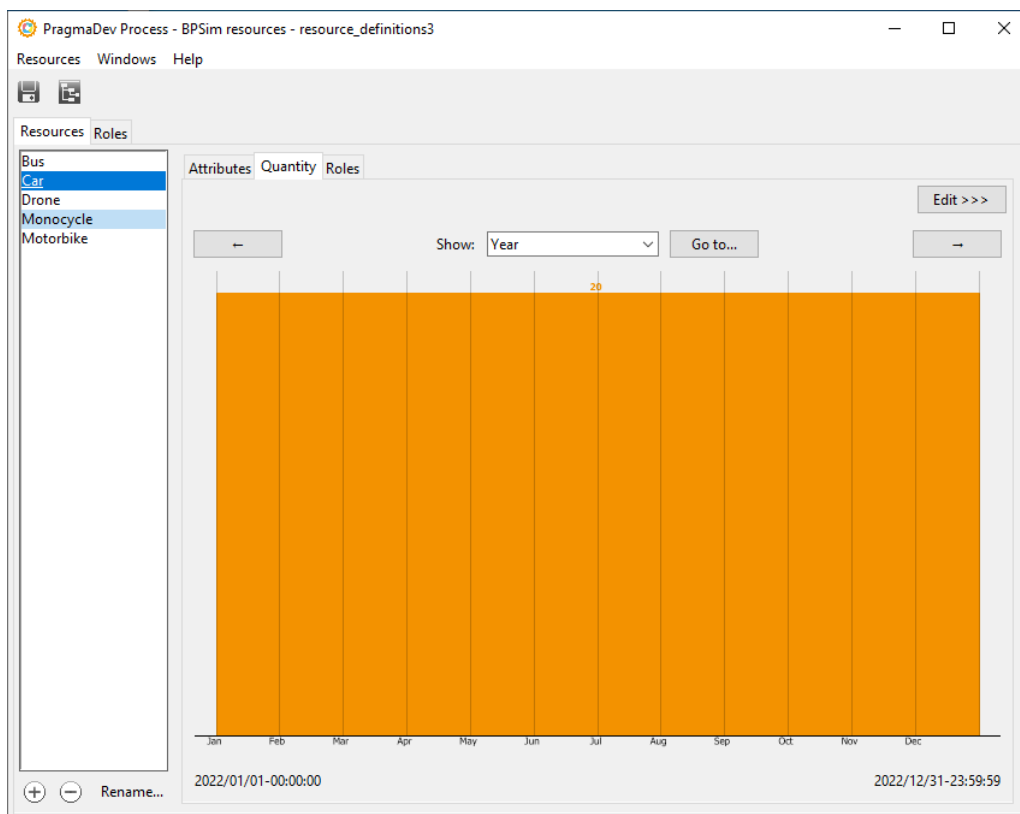 PragmaDev Process - BPSim resources - resource_definitions3
Resources Windows Help
Resources Roles
Bus
Car
Drone
Monocycle
Motorbike
Attributes Quantity Roles
Edit >>>
← Show: Year Go to... →
20
Jan Feb Mar Apr May Jun Jul Aug Sep Oct Nov Dec
2022/01/01-00:00:00 2022/12/31-23:59:59
Rename...